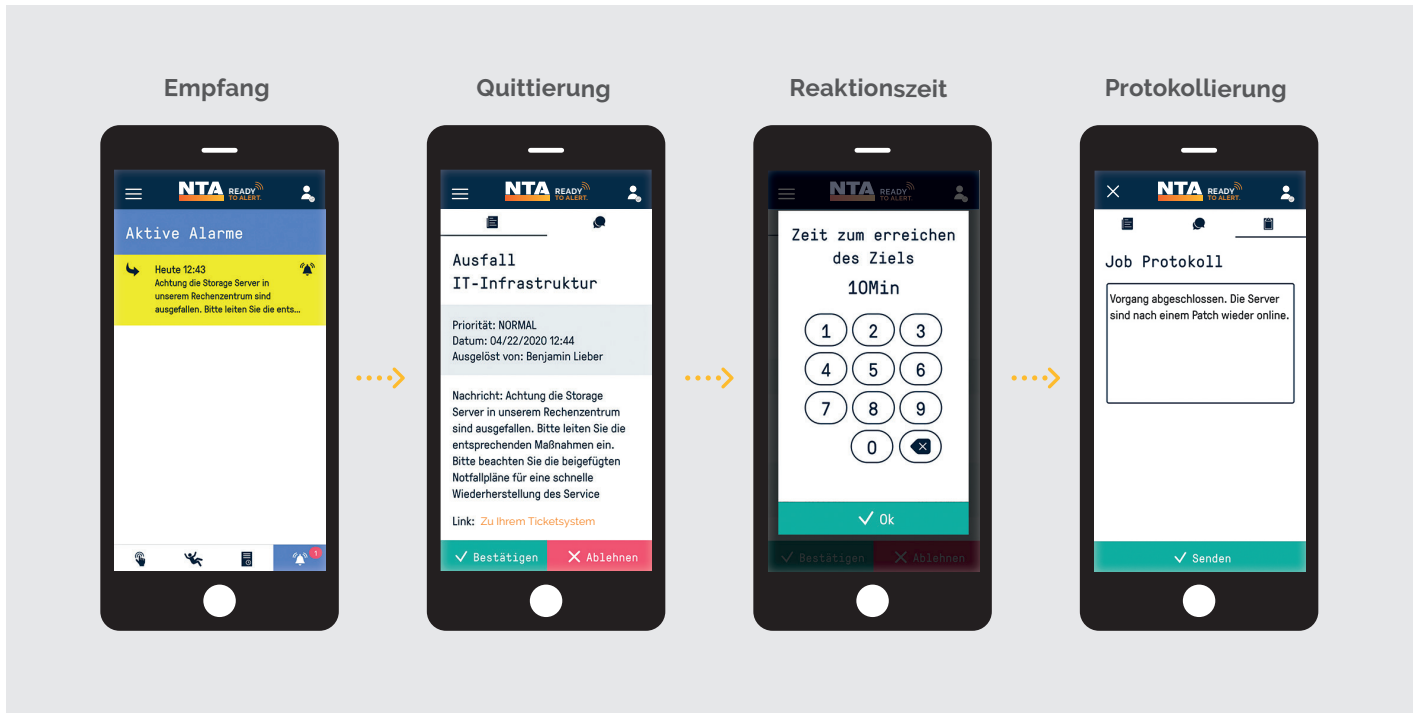 Empfang
NTA READY TO ALERT.
Aktive Alarme
Heute 12:43
Achtung die Storage Server in
unserem Rechenzentrum sind
ausgefallen. Bitte leiten Sie die ents...
1
Quittierung
NTA READY TO ALERT.
Ausfall
IT-Infrastruktur
Priorität: NORMAL
Datum: 04/22/2020 12:44
Ausgelöst von: Benjamin Lieber
Nachricht: Achtung die Storage
Server in unserem Rechenzentrum
sind ausgefallen. Bitte leiten Sie die
entsprechenden Maßnahmen ein.
Bitte beachten Sie die beigefügten
Notfallpläne für eine schnelle
Wiederherstellung des Service
Link: Zu Ihrem Ticketsystem
Bestätigen Ablehnen
Reaktionszeit
NTA READY TO ALERT.
Zeit zum erreichen
des Ziels
10Min
1 2 3
4 5 6
7 8 9
0
Ok
Bestätigen Ablehnen
Protokollierung
NTA READY TO ALERT.
Job Protokoll
Vorgang abgeschlossen. Die Server
sind nach einem Patch wieder online.
Senden